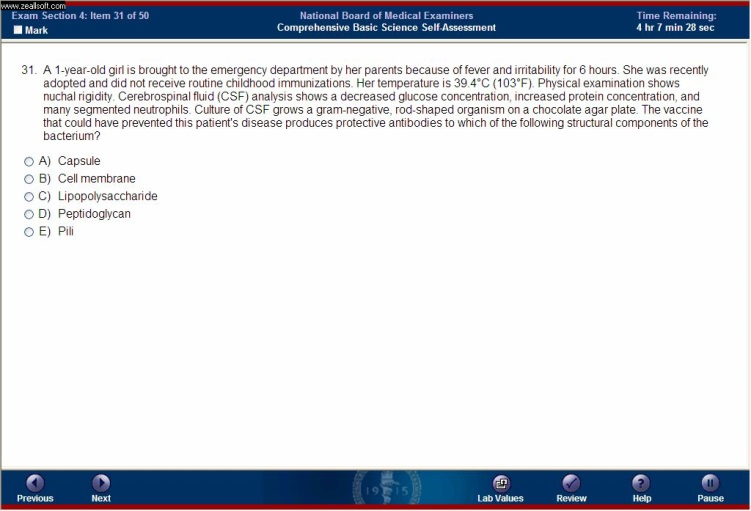 www.zeallsoft.com
Exam Section 4: Item 31 of 50
National Board of Medical Examiners
Time Remaining:
Mark
Comprehensive Basic Science Self-Assessment
4 hr 7 min 28 sec
31. A 1-year-old girl is brought to the emergency department by her parents because of fever and irritability for 6 hours. She was recently
adopted and did not receive routine childhood immunizations. Her temperature is 39.4°C (103°F). Physical examination shows
nuchal rigidity. Cerebrospinal fluid (CSF) analysis shows a decreased glucose concentration, increased protein concentration, and
many segmented neutrophils. Culture of CSF grows a gram-negative, rod-shaped organism on a chocolate agar plate. The vaccine
that could have prevented this patient's disease produces protective antibodies to which of the following structural components of the
bacterium?
A) Capsule
B) Cell membrane
C) Lipopolysaccharide
D) Peptidoglycan
E) Pili
1915
Previous
Next
Lab Values
Review
Help
Pause